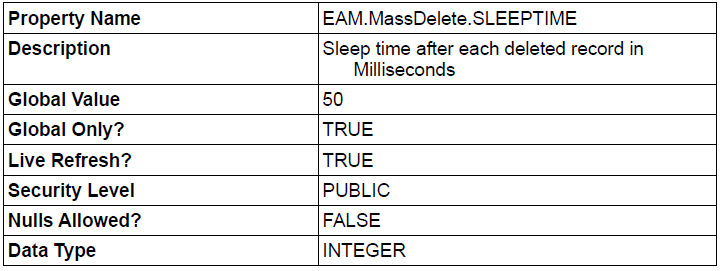 Property Name EAM.MassDelete.SLEEPTIME
Description Sleep time after each deleted record in
Milliseconds
Global Value 50
Global Only? TRUE
Live Refresh? TRUE
Security Level PUBLIC
Nulls Allowed? FALSE
Data Type INTEGER